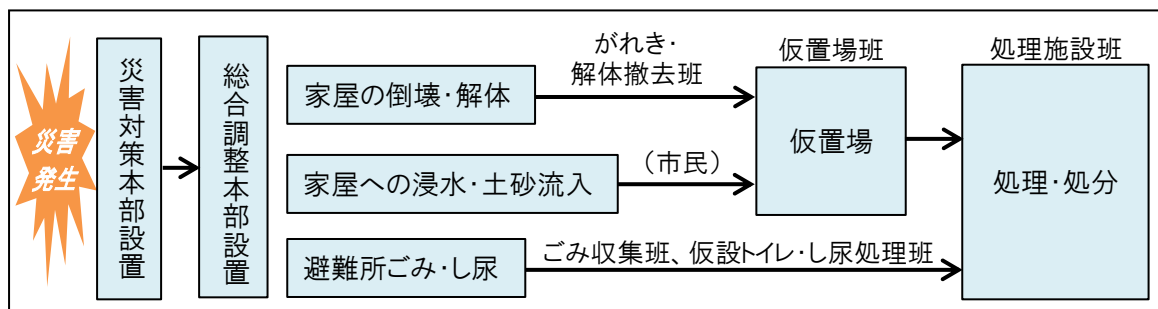 災害
発生
災害対策本部設置
総合調整本部設置
がれき・
解体撤去班
家屋の倒壊・解体
(市民)
家屋への浸水・土砂流入
ごみ収集班、仮設トイレ・し尿処理班
避難所ごみ・し尿
仮置場班
仮置場
処理施設班
処理・処分